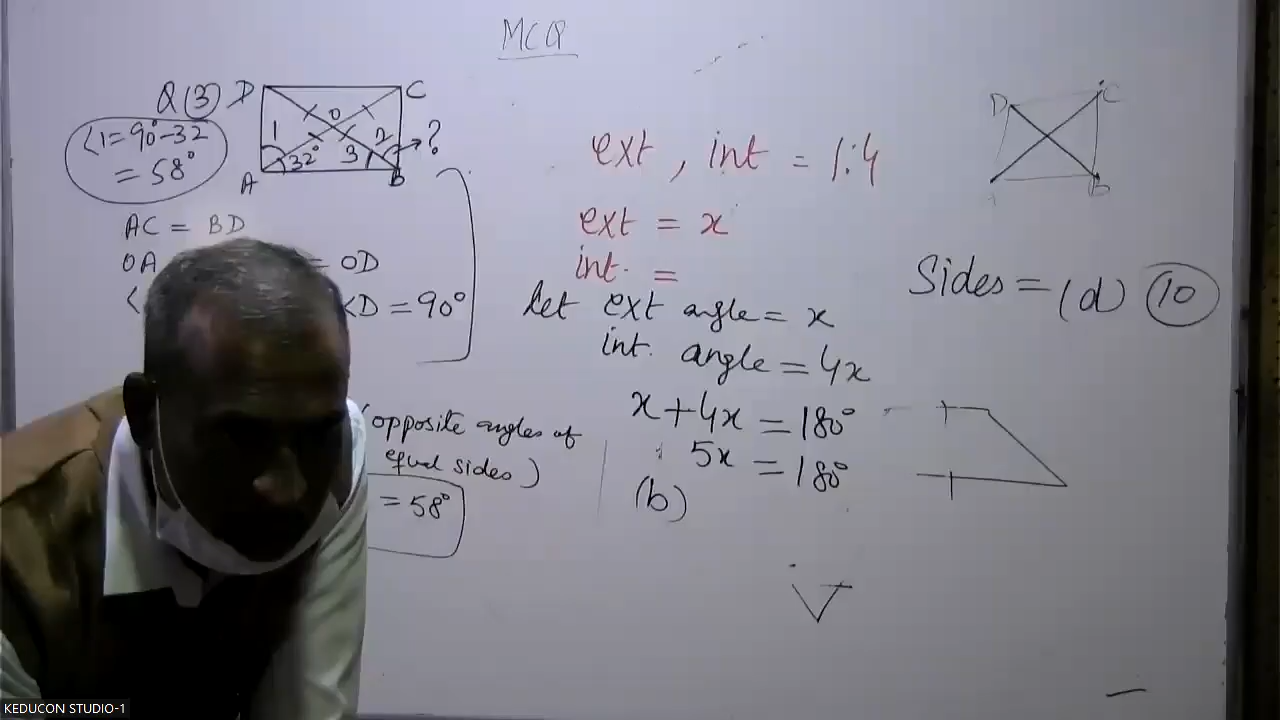 MCQ
Q(3) D C
1 O 2 → ?
32° 3
A B
<1 = 90° - 32
= 58°
AC = BD
OA = OD
< <D = 90°
(opposite angles of
equal sides)
= 58°
ext, int = 1:4
ext = x
int. =
let ext angle = x
int. angle = 4x
x + 4x = 180°
5x = 180°
(b)
D C
B
Sides = (d) 10
KEDUCON STUDIO-1